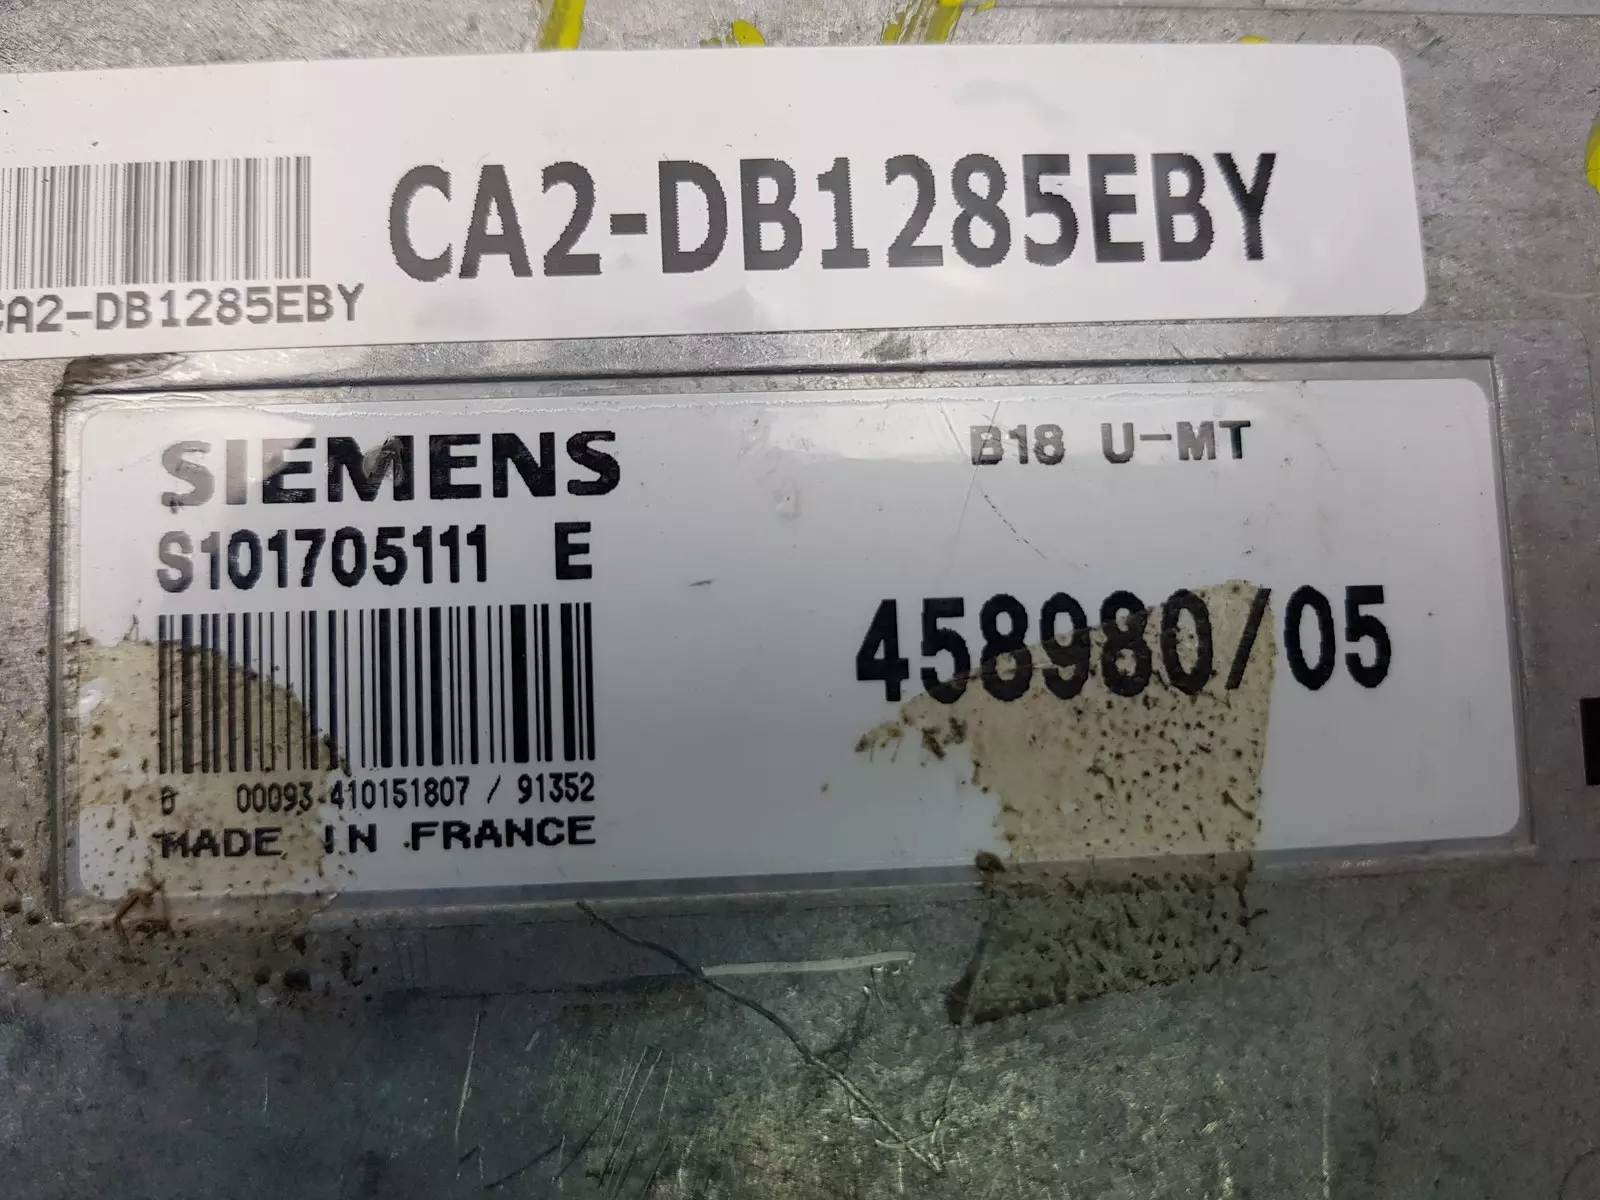 CA2-DB1285EBY
CA2-DB1285EBY
SIEMENS
B18 U-MT
S101705111 E
458980/05
00093 410151807 / 91352
MADE IN FRANCE